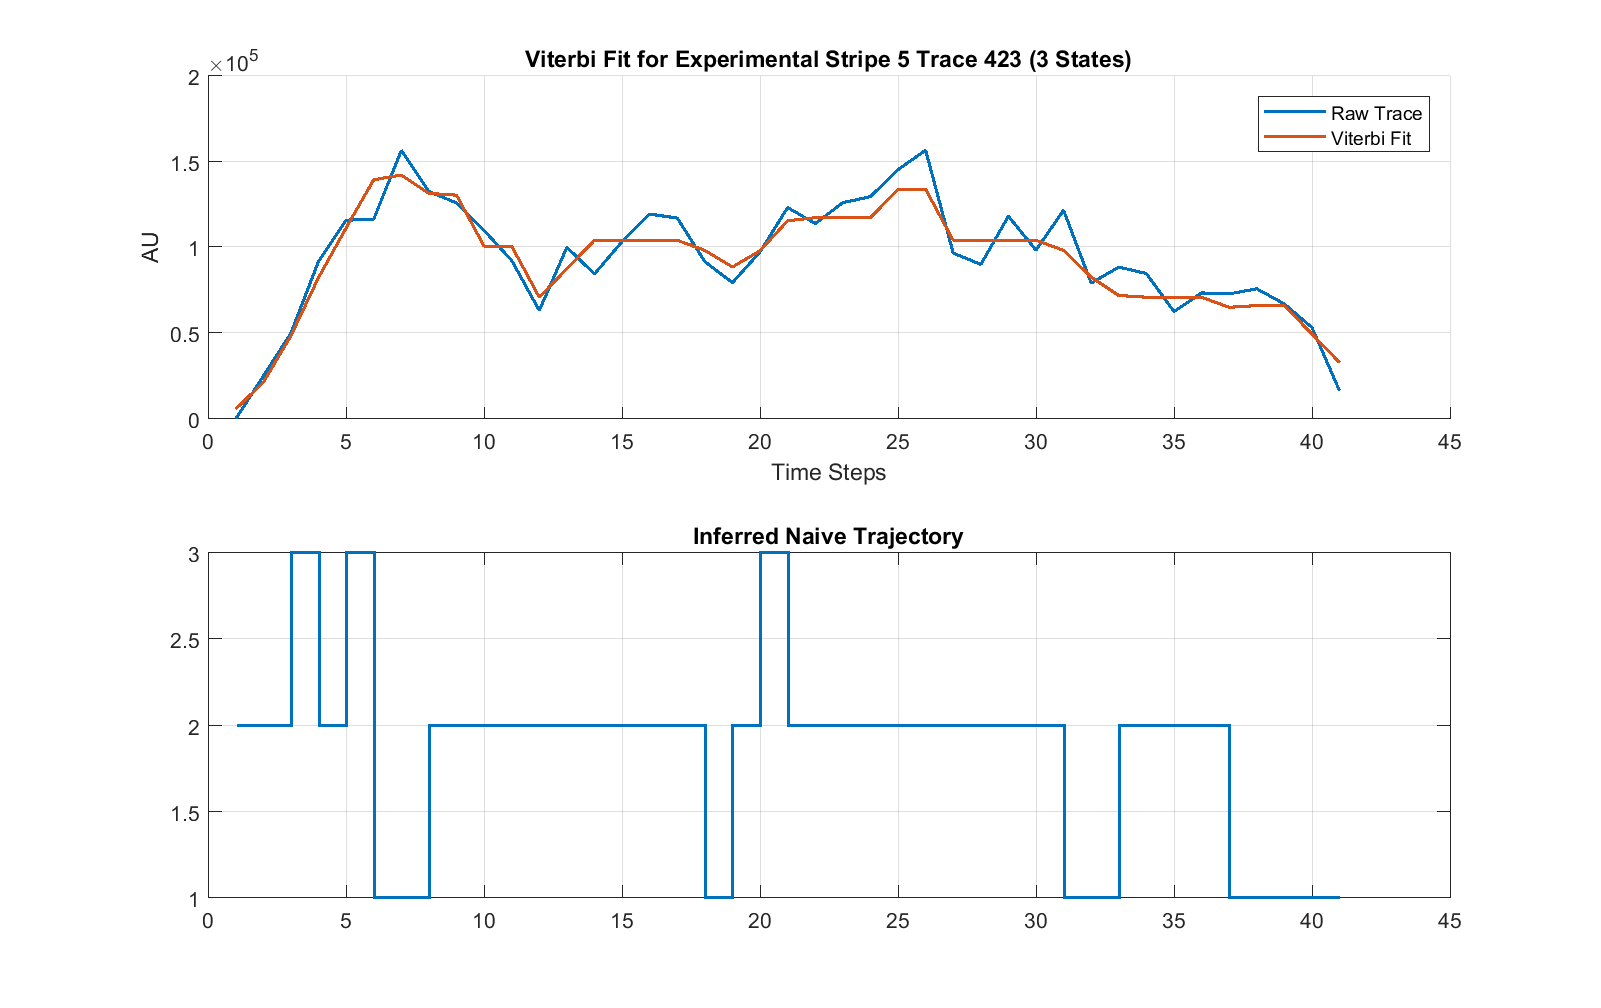 Viterbi Fit for Experimental Stripe 5 Trace 423 (3 States)
×10⁵
2
1.5
1
0.5
0
AU
Raw Trace
Viterbi Fit
0 5 10 15 20 25 30 35 40 45
Time Steps
Inferred Naive Trajectory
3
2.5
2
1.5
1
0 5 10 15 20 25 30 35 40 45